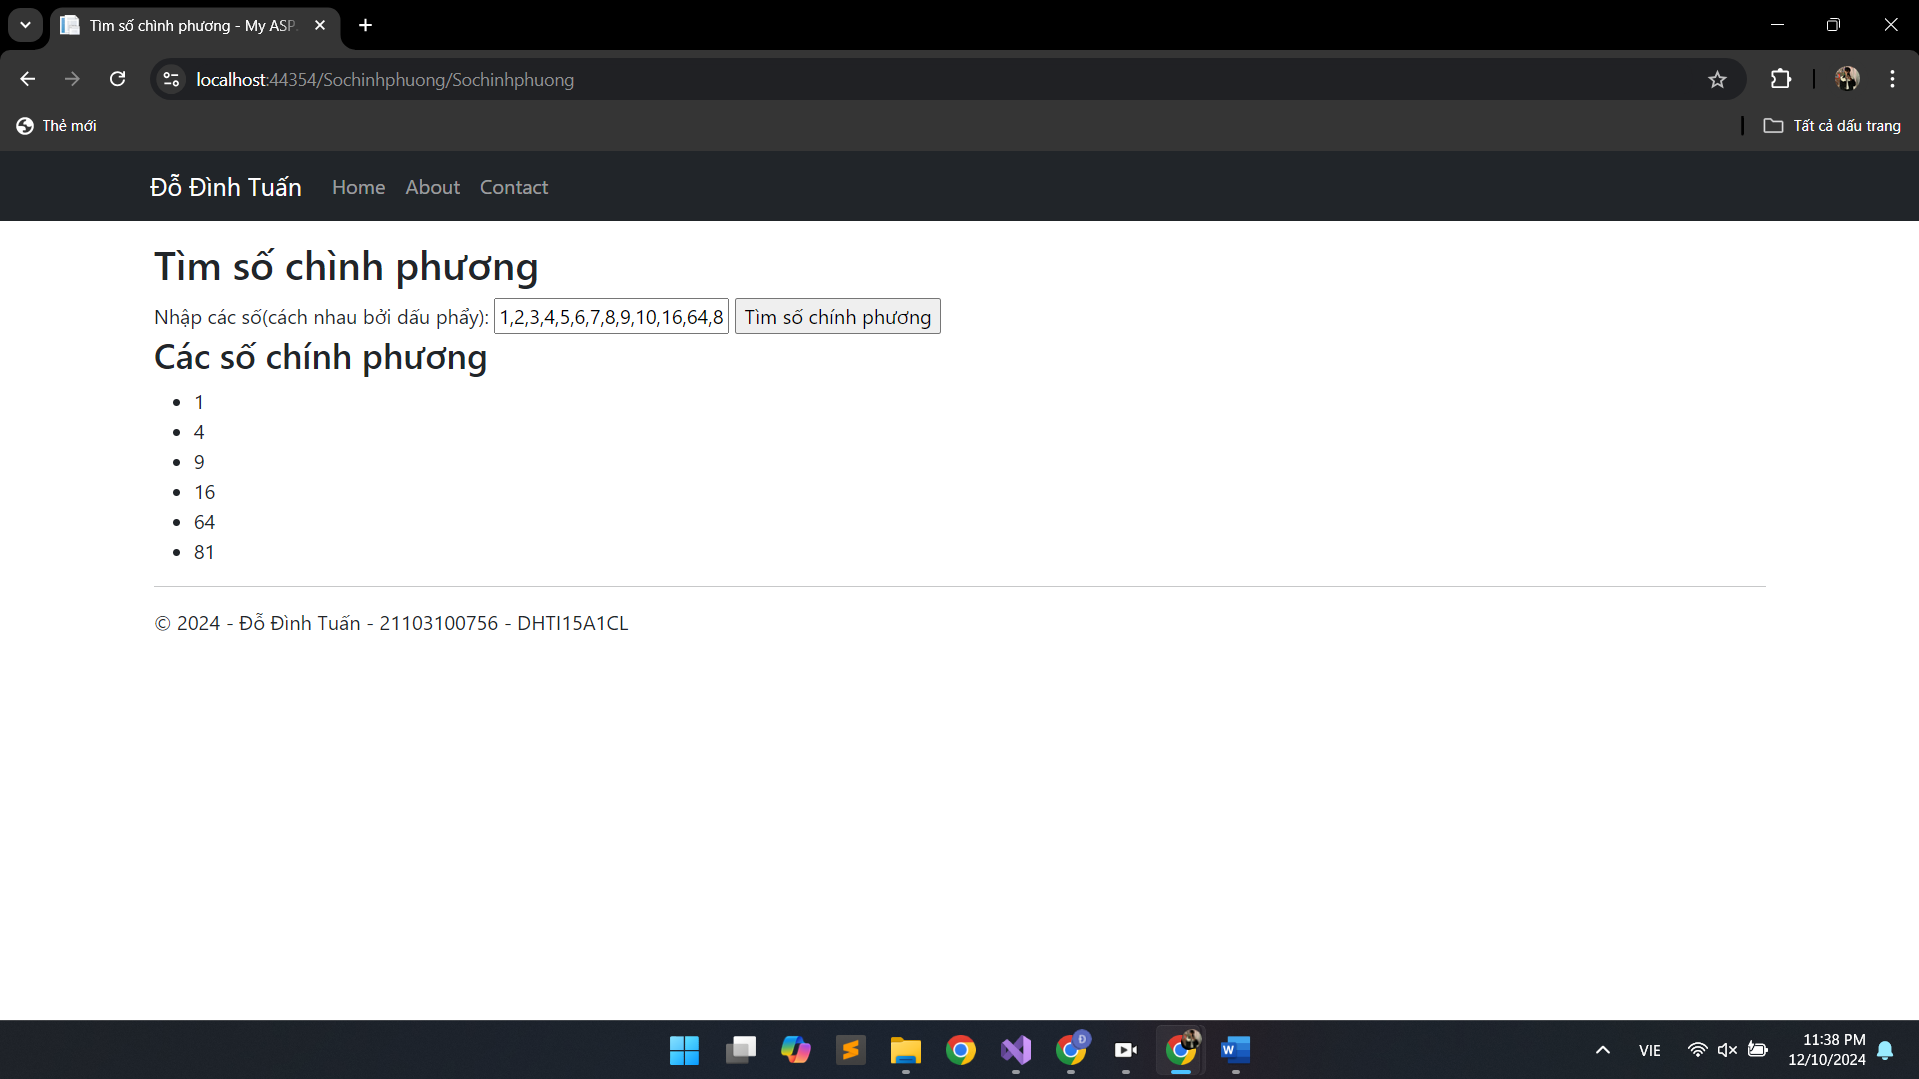 Tìm số chình phương - My ASP.
localhost:44354/Sochinhphuong/Sochinhphuong
Thẻ mới
Tất cả dấu trang
Đỗ Đình Tuấn Home About Contact
Tìm số chình phương
Nhập các số(cách nhau bởi dấu phẩy): 1,2,3,4,5,6,7,8,9,10,16,64,8 Tìm số chính phương
Các số chính phương
1
4
9
16
64
81
© 2024 - Đỗ Đình Tuấn - 21103100756 - DHTI15A1CL
Đ
W
VIE
11:38 PM
12/10/2024